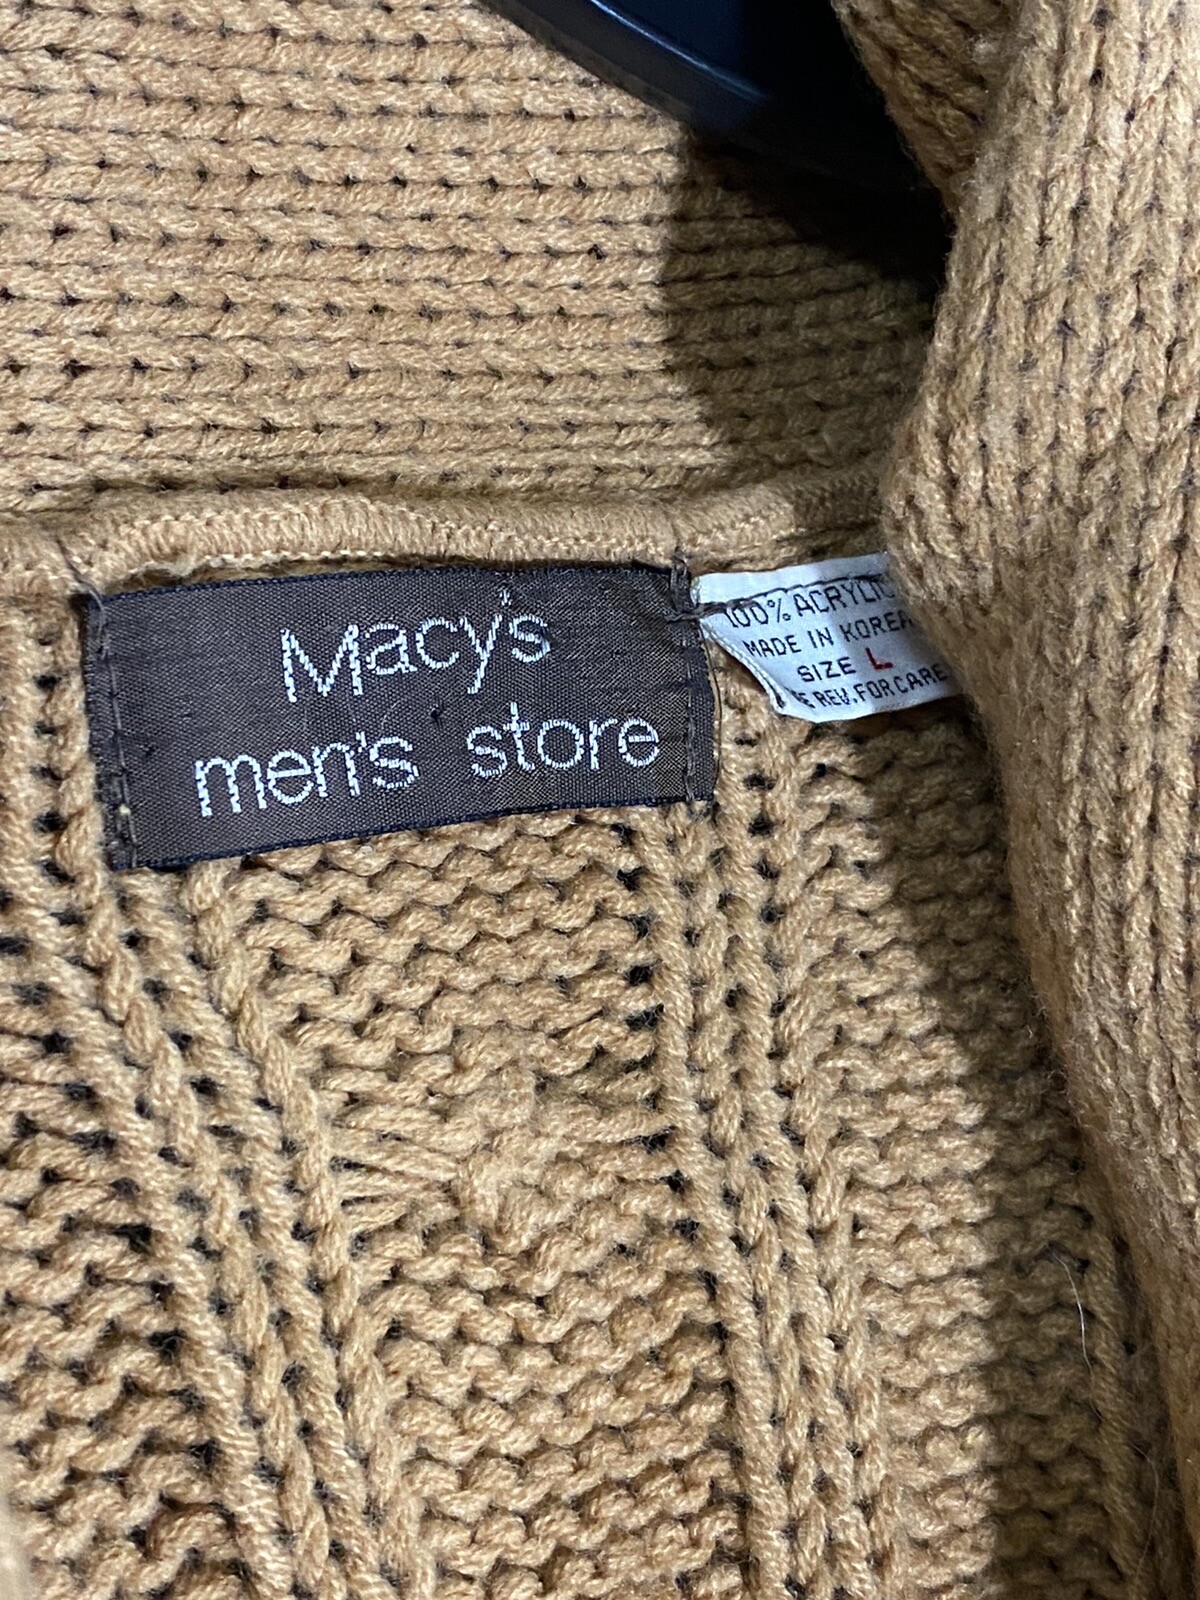 Macy's
men's store
100% ACRYLIC
MADE IN KOREA
SIZE L
REV. FOR CARE